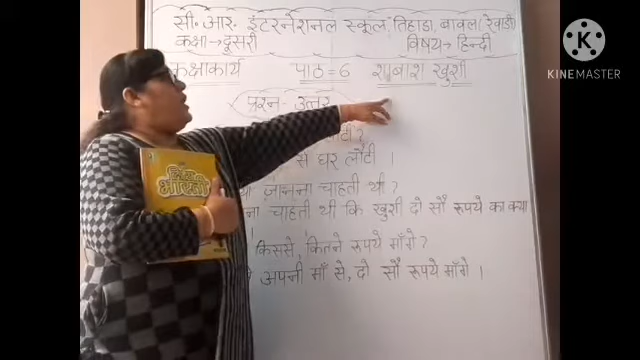 सी. आर. इंटरनेशनल स्कूल तिहाडा, बावल (रेवाडी)
कक्षा → दूसरी विषय → हिन्दी
कक्षाकार्य पाठ = 6 शाबाश खुशी
प्रश्न - उत्तर
लौटी ?
से घर लौटी ।
जानना चाहती थी ?
ना चाहती थी कि खुशी दो सौ रूपये का क्या
।
किससे, कितने रूपये माँगे ?
अपनी माँ से, दो सौ रूपये माँगे ।
भारती
KINEMASTER